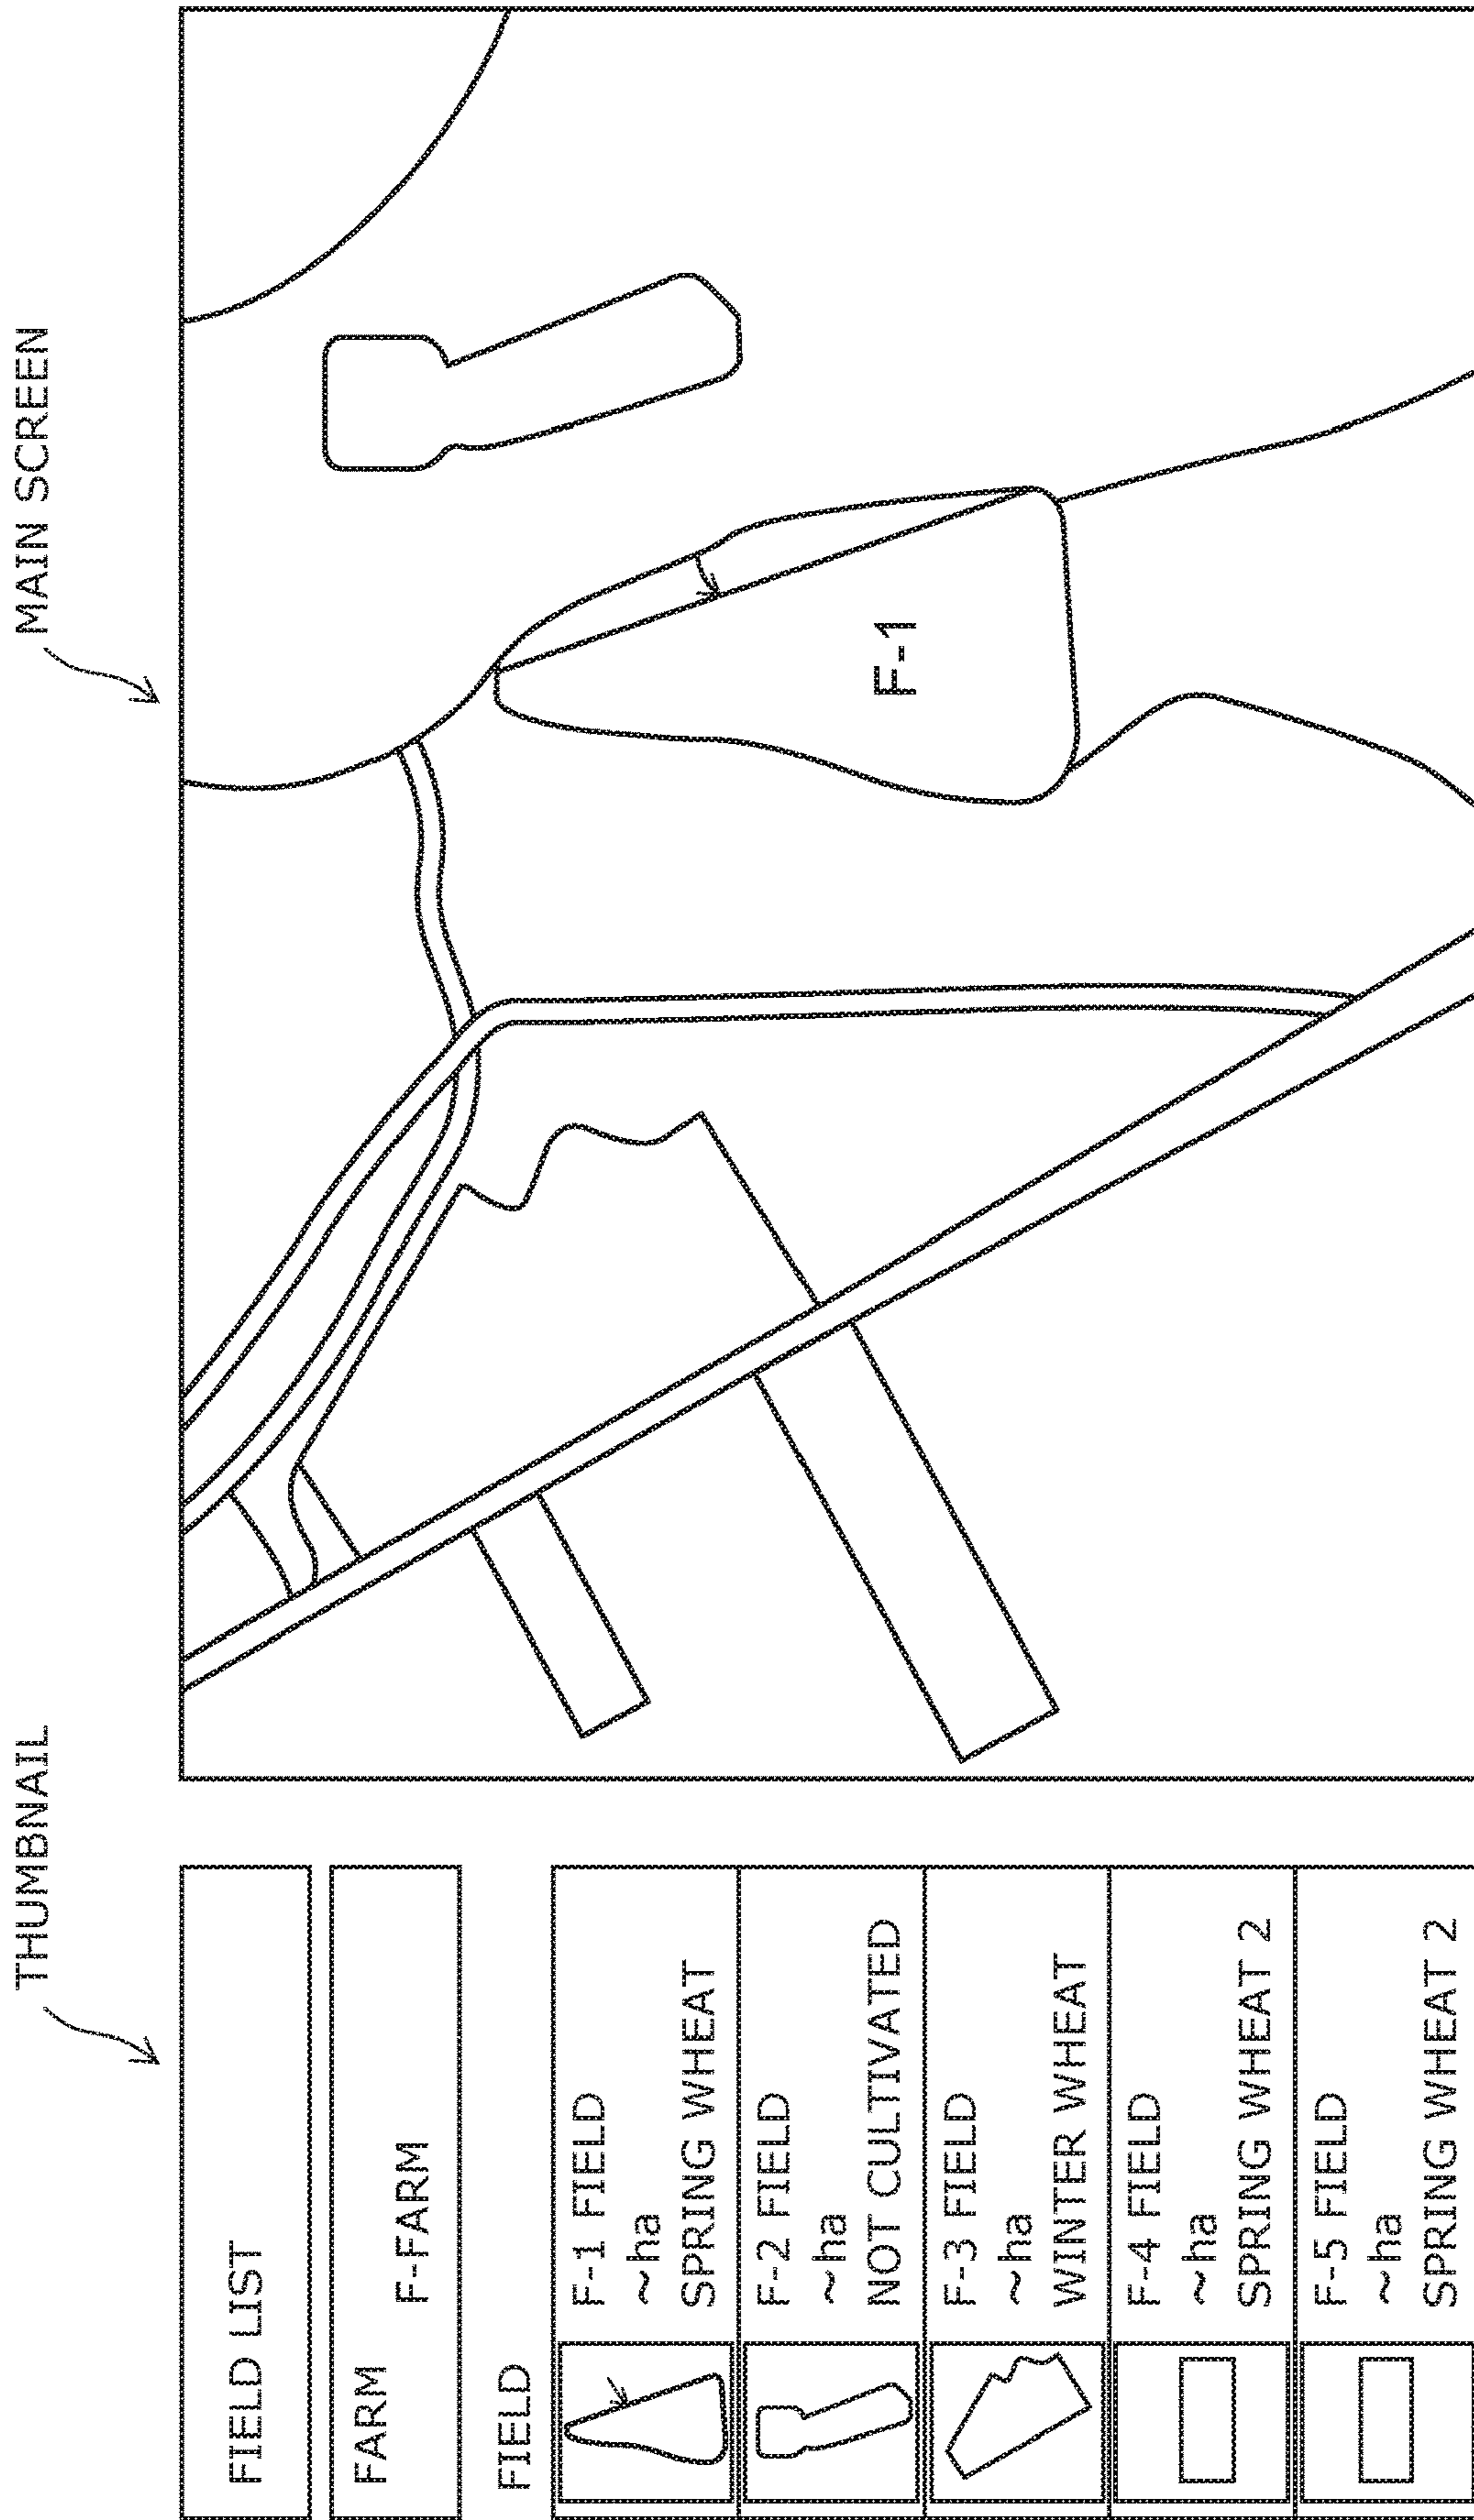 THUMBNAIL
MAIN SCREEN
FIELD LIST
FARM
F-FARM
FIELD
F-1 FIELD
~ha
SPRING WHEAT
F-2 FIELD
~ha
NOT CULTIVATED
F-3 FIELD
~ha
WINTER WHEAT
F-4 FIELD
~ha
SPRING WHEAT 2
F-5 FIELD
~ha
SPRING WHEAT 2
F-1